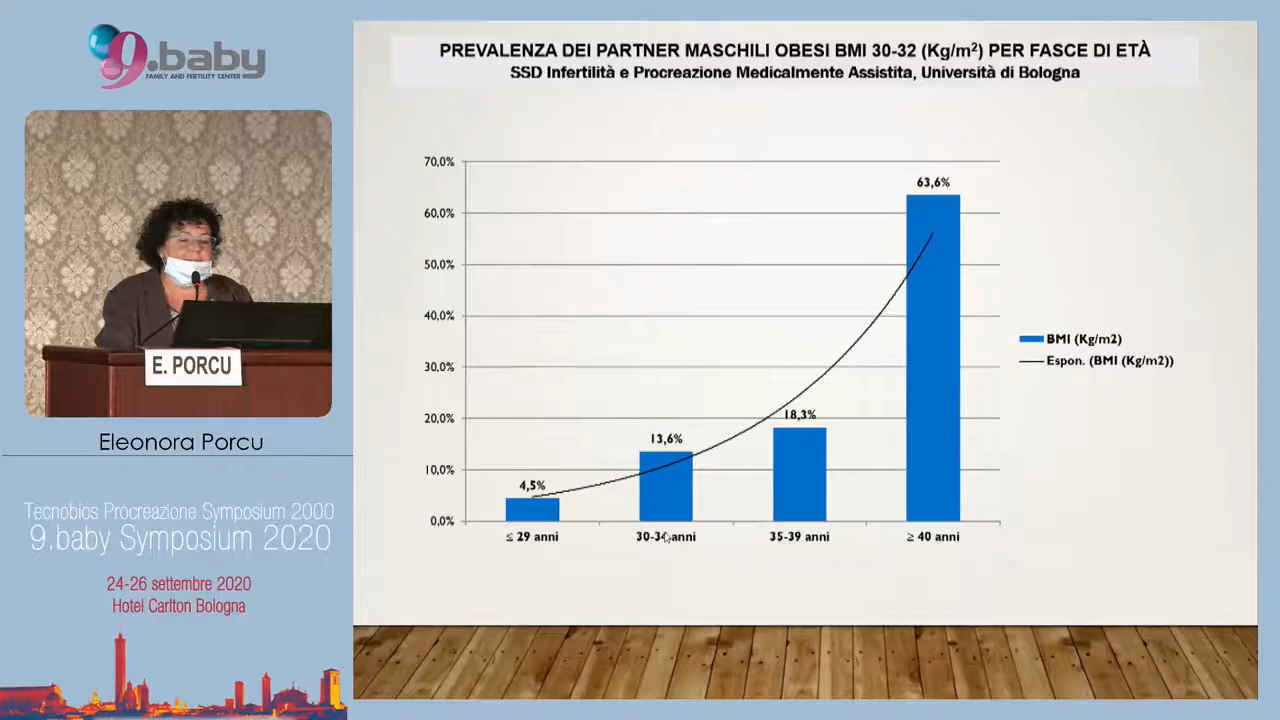 9.baby
FAMILY AND FERTILITY CENTER
E. PORCU
Eleonora Porcu
Tecnobios Procreazione Symposium 2000
9.baby Symposium 2020
24-26 settembre 2020
Hotel Carlton Bologna
PREVALENZA DEI PARTNER MASCHILI OBESI BMI 30-32 (Kg/m²) PER FASCE DI ETÀ
SSD Infertilità e Procreazione Medicalmente Assistita, Università di Bologna
70,0%
60,0%
50,0%
40,0%
30,0%
20,0%
10,0%
0,0%
4,5%
13,6%
18,3%
63,6%
≤ 29 anni
30-34 anni
35-39 anni
≥ 40 anni
BMI (Kg/m2)
Espon. (BMI (Kg/m2))